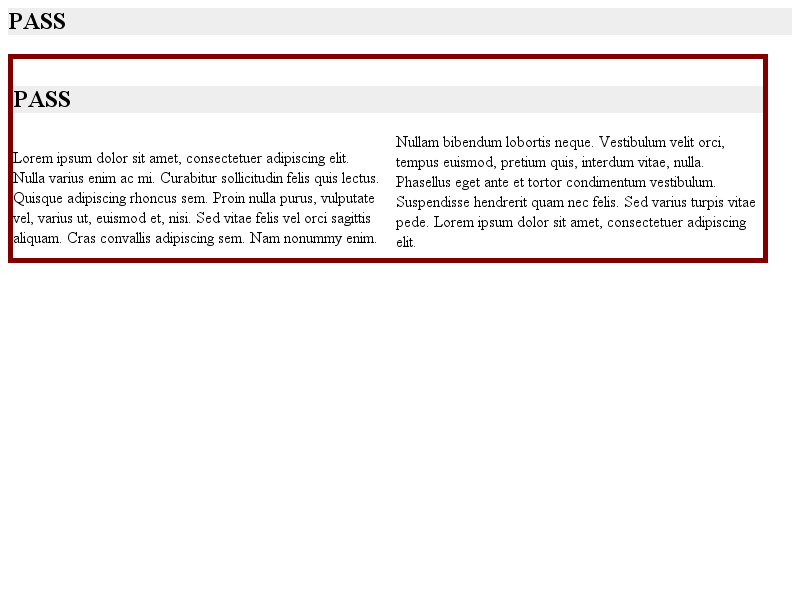 PASS
PASS
Lorem ipsum dolor sit amet, consectetuer adipiscing elit.
Nulla varius enim ac mi. Curabitur sollicitudin felis quis lectus.
Quisque adipiscing rhoncus sem. Proin nulla purus, vulputate
vel, varius ut, euismod et, nisi. Sed vitae felis vel orci sagittis
aliquam. Cras convallis adipiscing sem. Nam nonummy enim.
Nullam bibendum lobortis neque. Vestibulum velit orci,
tempus euismod, pretium quis, interdum vitae, nulla.
Phasellus eget ante et tortor condimentum vestibulum.
Suspendisse hendrerit quam nec felis. Sed varius turpis vitae
pede. Lorem ipsum dolor sit amet, consectetuer adipiscing
elit.